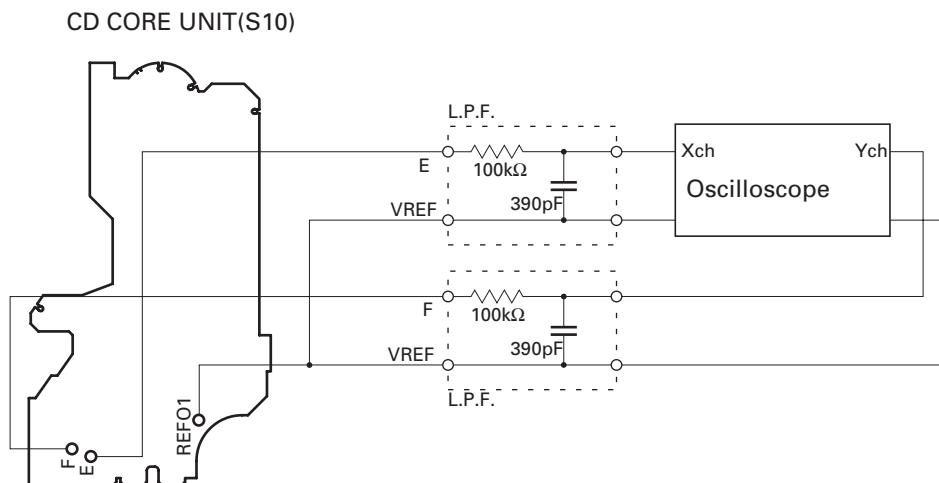 CD CORE UNIT(S10)
L.P.F.
E
100kΩ
390pF
VREF
Xch
Ych
Oscilloscope
F
100kΩ
390pF
VREF
L.P.F.
REFO1
F
E